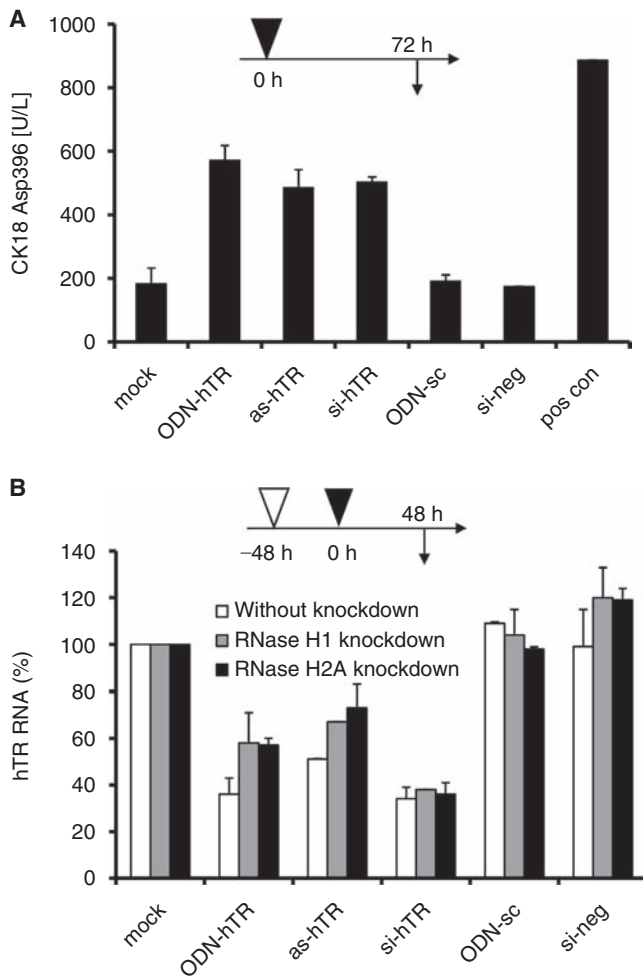 A
CK18 Asp396 [U/L]
1000
800
600
400
200
0
0 h
72 h
mock
ODN-hTR
as-hTR
si-hTR
ODN-sc
si-neg
pos con
B
hTR RNA (%)
140
120
100
80
60
40
20
0
−48 h
0 h
48 h
Without knockdown
RNase H1 knockdown
RNase H2A knockdown
mock
ODN-hTR
as-hTR
si-hTR
ODN-sc
si-neg